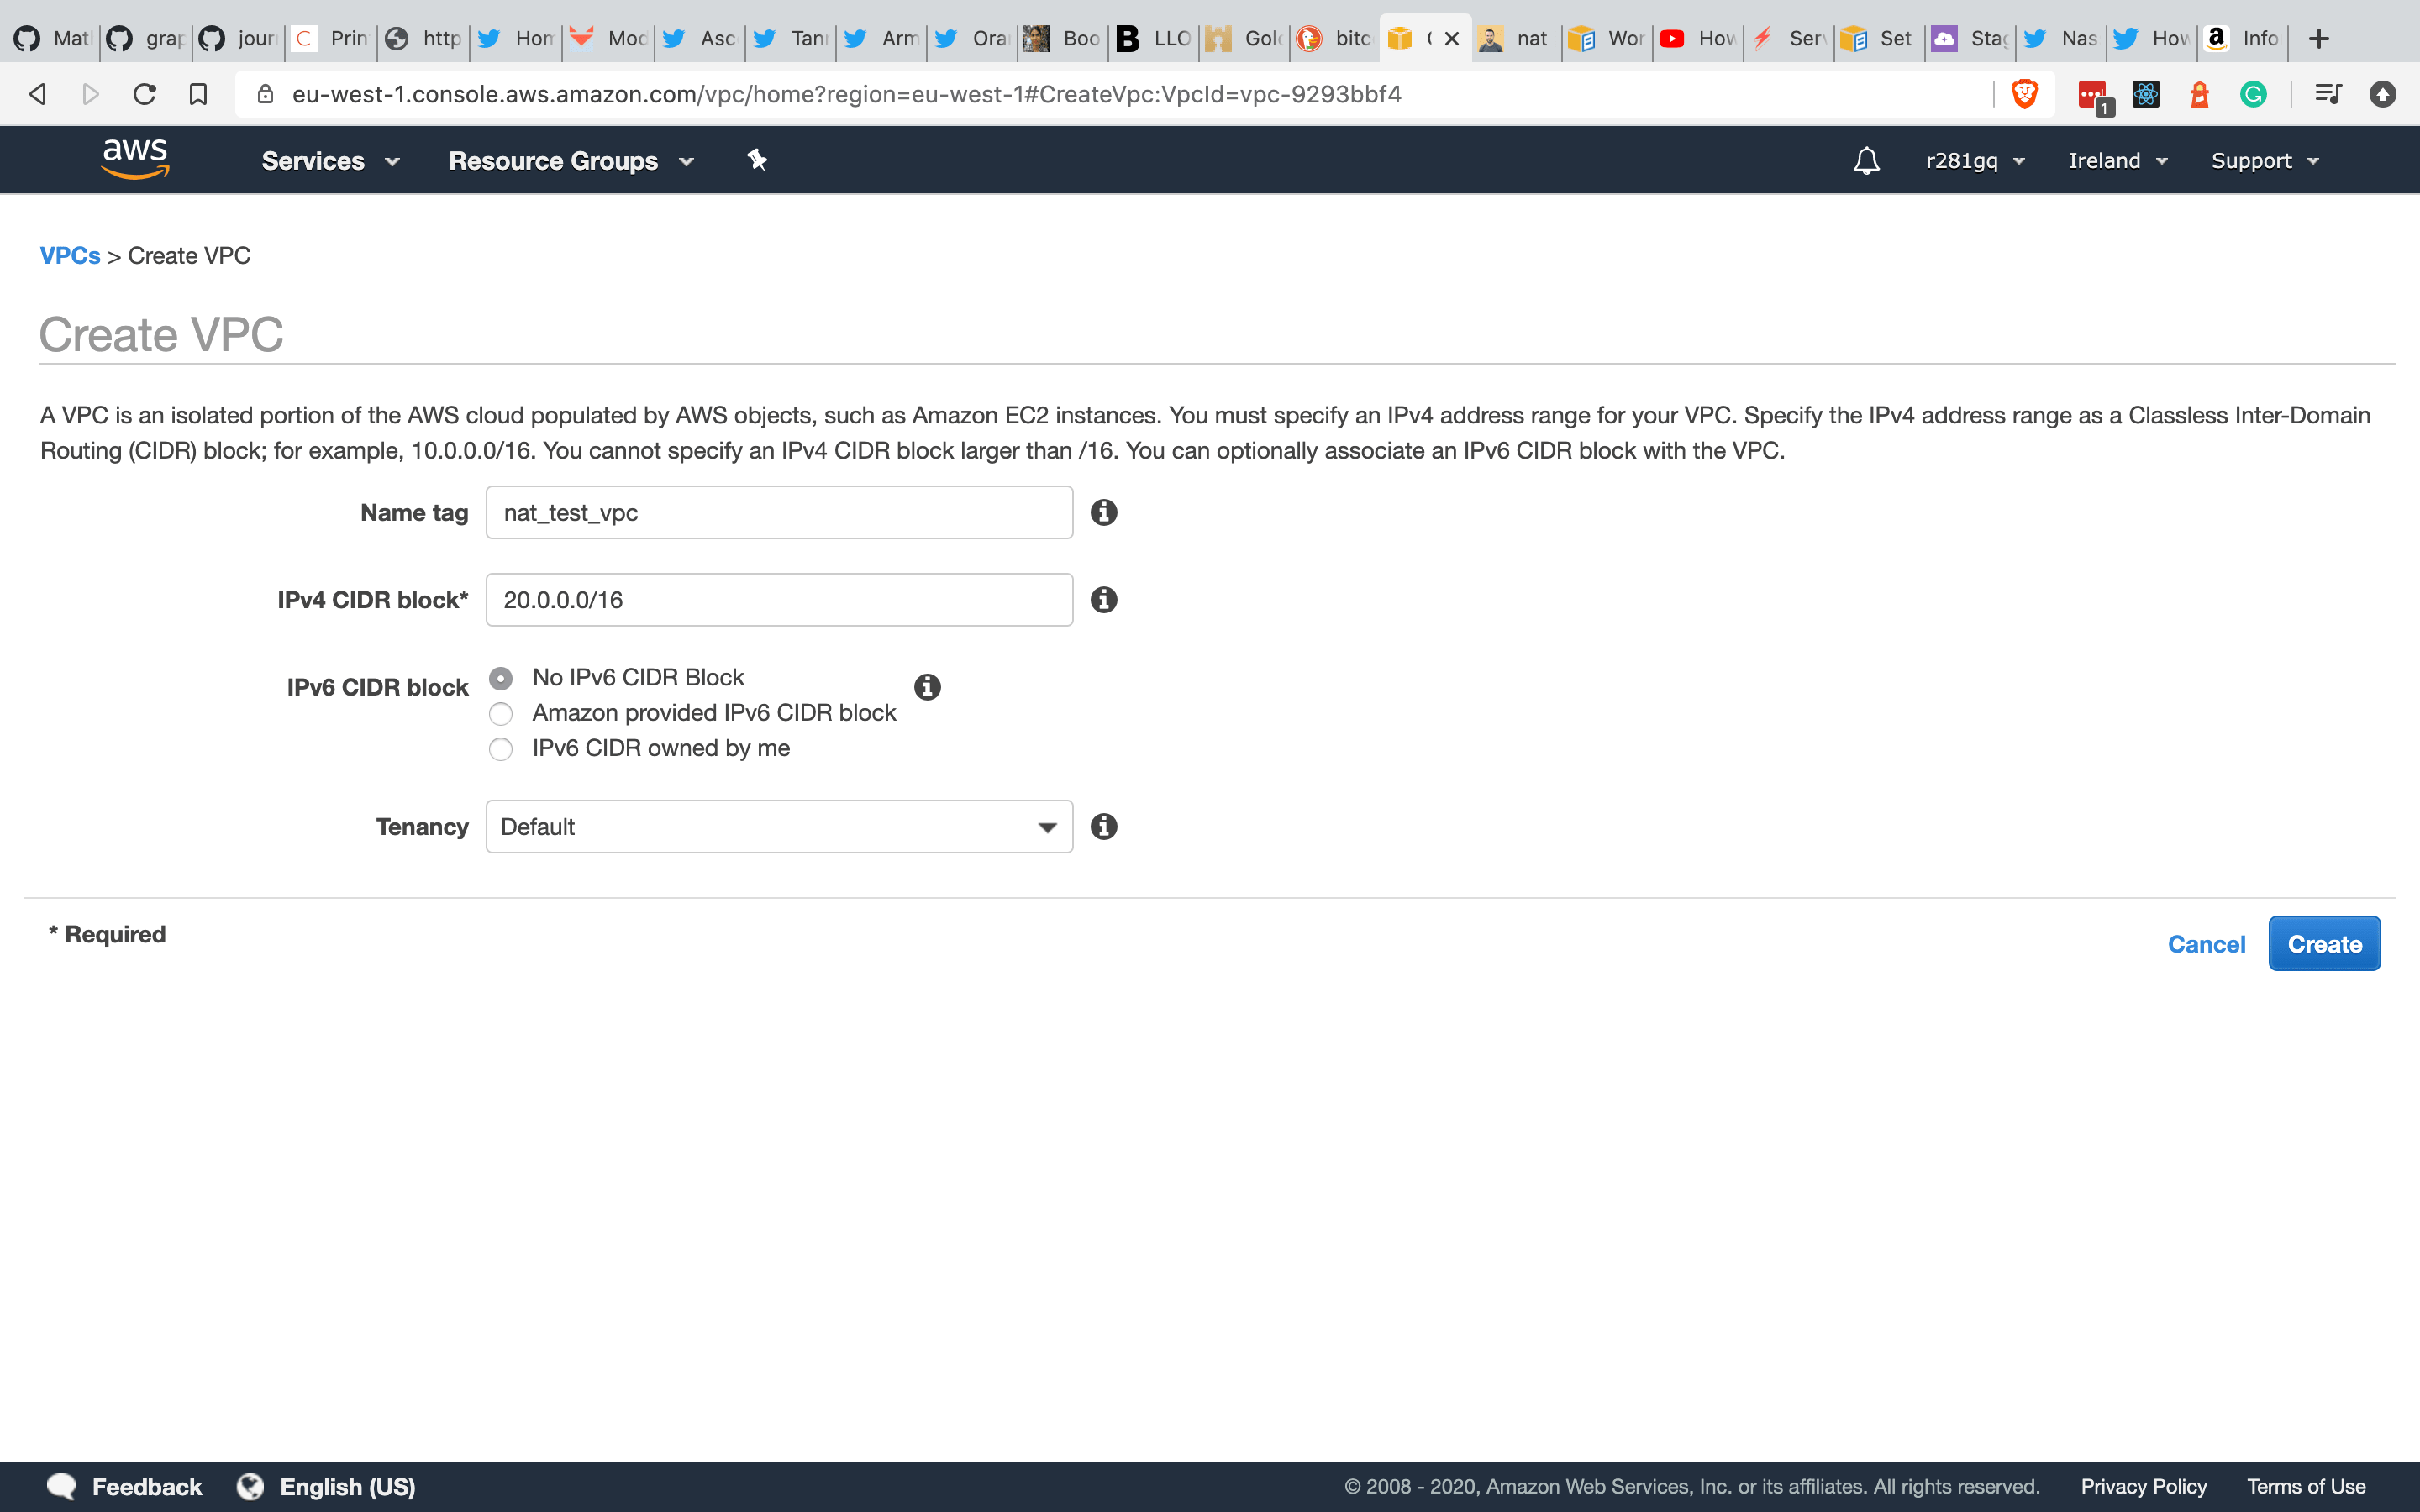 Mat grap jour Prin http Hom Mod Asc Tan Arm Ora Boo LLO Gol bitc nat Wor How Ser Set Stag Nas How Info
eu-west-1.console.aws.amazon.com/vpc/home?region=eu-west-1#CreateVpc:VpcId=vpc-9293bbf4
1
aws Services Resource Groups r281gq Ireland Support
VPCs > Create VPC
Create VPC
A VPC is an isolated portion of the AWS cloud populated by AWS objects, such as Amazon EC2 instances. You must specify an IPv4 address range for your VPC. Specify the IPv4 address range as a Classless Inter-Domain
Routing (CIDR) block; for example, 10.0.0.0/16. You cannot specify an IPv4 CIDR block larger than /16. You can optionally associate an IPv6 CIDR block with the VPC.
Name tag nat_test_vpc
IPv4 CIDR block* 20.0.0.0/16
IPv6 CIDR block No IPv6 CIDR Block
Amazon provided IPv6 CIDR block
IPv6 CIDR owned by me
Tenancy Default
* Required
Cancel Create
Feedback English (US) © 2008 - 2020, Amazon Web Services, Inc. or its affiliates. All rights reserved. Privacy Policy Terms of Use